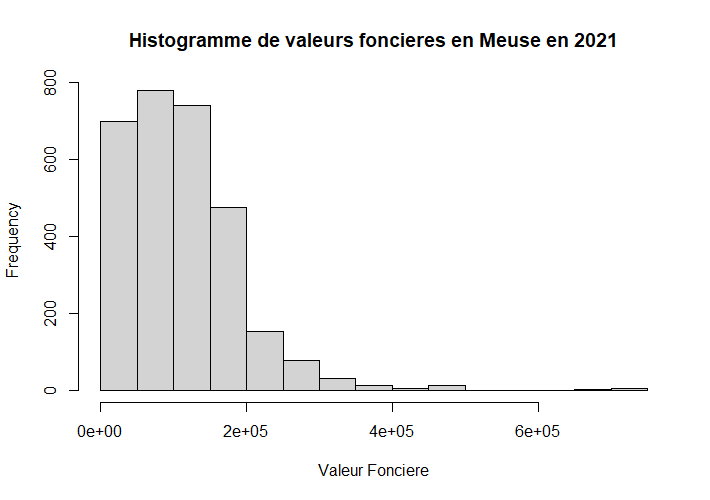 Histogramme de valeurs foncieres en Meuse en 2021
Frequency
800
600
400
200
0
0e+00 2e+05 4e+05 6e+05
Valeur Fonciere